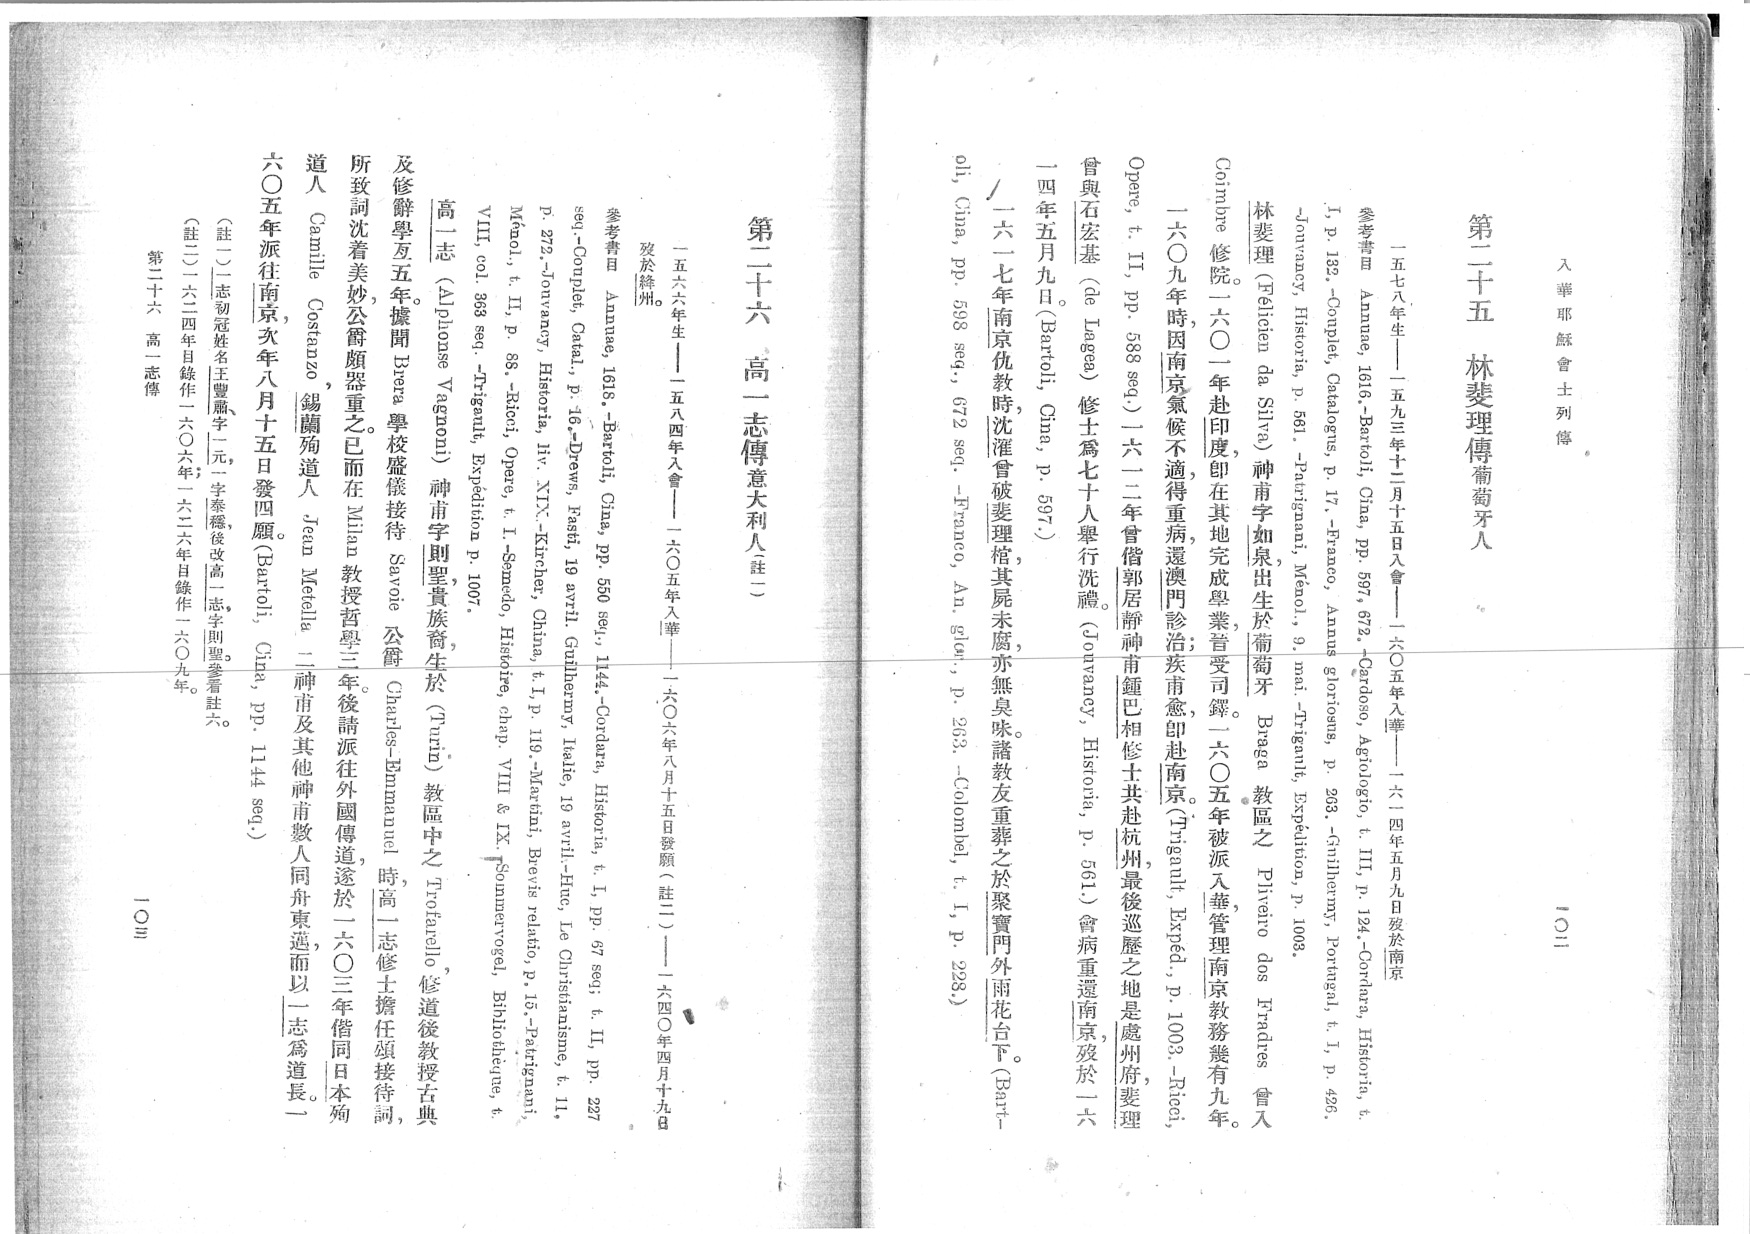 入華耶穌會士列傳
一〇二
第二十五 林斐理傳 葡萄牙人
一五七八年生——一五九三年十二月十五日入會——一六〇五年入華——一六一四年五月九日歿於南京
參考書目 Annuae, 1616.-Bartoli, Cina, pp. 597, 672.-Cardoso, Agiologio, t. III, p. 124.-Cordara, Historia, t.
I, p. 132.-Couplet, Catalogus, p. 17.-Franco, Annus gloriosus, p. 263.-Guilhermy, Portugal, t. I, p. 426.
-Jouvancy, Historia, p. 561. -Patrignani, Ménol., 9. mai.-Trigault, Expédition, p. 1003.
林斐理(Félicien da Silva)神甫字如泉,出生於葡萄牙 Braga 教區之 Pliveiro dos Fradres 曾入
Coimbre 修院。一六〇一年赴印度,卽在其地完成學業,晉受司鐸。一六〇五年被派入華,管理南京教務幾有九年。
一六〇九年時,因南京氣候不適,得重病,還澳門診治;疾甫愈,卽赴南京。(Trigault, Expéd., p. 1003.-Ricci,
Opere, t. II, pp. 588 seq.)一六一二年曾偕郭居靜神甫鍾巴相修士共赴杭州,最後巡歷之地是處州府,斐理
曾與石宏基(de Lagea)修士爲七十人舉行洗禮。(Jouvancy, Historia, p. 561.)會病重還南京,歿於一六
一四年五月九日。(Bartoli, Cina, p. 597.)
一六一七年南京仇教時,沈㴶曾破斐理棺,其屍未腐,亦無臭味。諸教友重葬之於聚寶門外雨花台下。(Bart-
oli, Cina, pp. 598 seq., 672 seq. -Franco, An. glor., p. 263. -Colombel, t. I, p. 228.)
第二十六 高一志傳 意大利人(註一)
一五六六年生——一五八四年入會——一六〇五年入華——一六〇六年八月十五日發願(註二)——一六四〇年四月十九日
歿於絳州。
參考書目 Annuae, 1618. -Bartoli, Cina, pp. 550 seq., 1144.-Cordara, Historia, t. I, pp. 67 seq; t. II, pp. 227
seq.-Couplet, Catal., p. 16.-Drews, Fasti, 19 avril. Guilhermy, Italie, 19 avril.-Huc, Le Christianisme, t. 11,
p. 272.-Jouvancy, Historia, liv. XIX.-Kircher, China, t. I, p. 119.-Martini, Brevis relatio, p. 15.-Patrignani,
Ménol., t. II, p. 88. -Ricci, Opere, t. I.-Semedo, Histoire, chap. VIII & IX. -Sommervogel, Bibliothèque, t.
VIII, col. 363 seq. -Trigault, Expédition p. 1007.
高一志(Alphonse Vagnoni)神甫字則聖,貴族裔,生於(Turin)教區中之 Trofarello,修道後教授古典
及修辭學亙五年。據聞 Brera 學校盛儀接待 Savoie 公爵 Charles-Emmanuel 時,高一志修士擔任頌接待詞,
所致詞沈着美妙,公爵頗器重之。已而在 Milan 教授哲學三年。後請派往外國傳道,遂於一六〇三年偕同日本殉
道人 Camille Costanzo,錫蘭殉道人 Jean Metella 二神甫及其他神甫數人同舟東邁,而以一志爲道長。一
六〇五年派往南京,次年八月十五日發四願。(Bartoli, Cina, pp. 1144 seq.)
(註一)一志初冠姓名王豐肅、字一元,一字泰穩,後改高一志,字則聖。參看註六。
(註二)一六二四年目錄作一六〇六年;一六二六年目錄作一六〇九年。
第二十六 高一志傳
一〇三